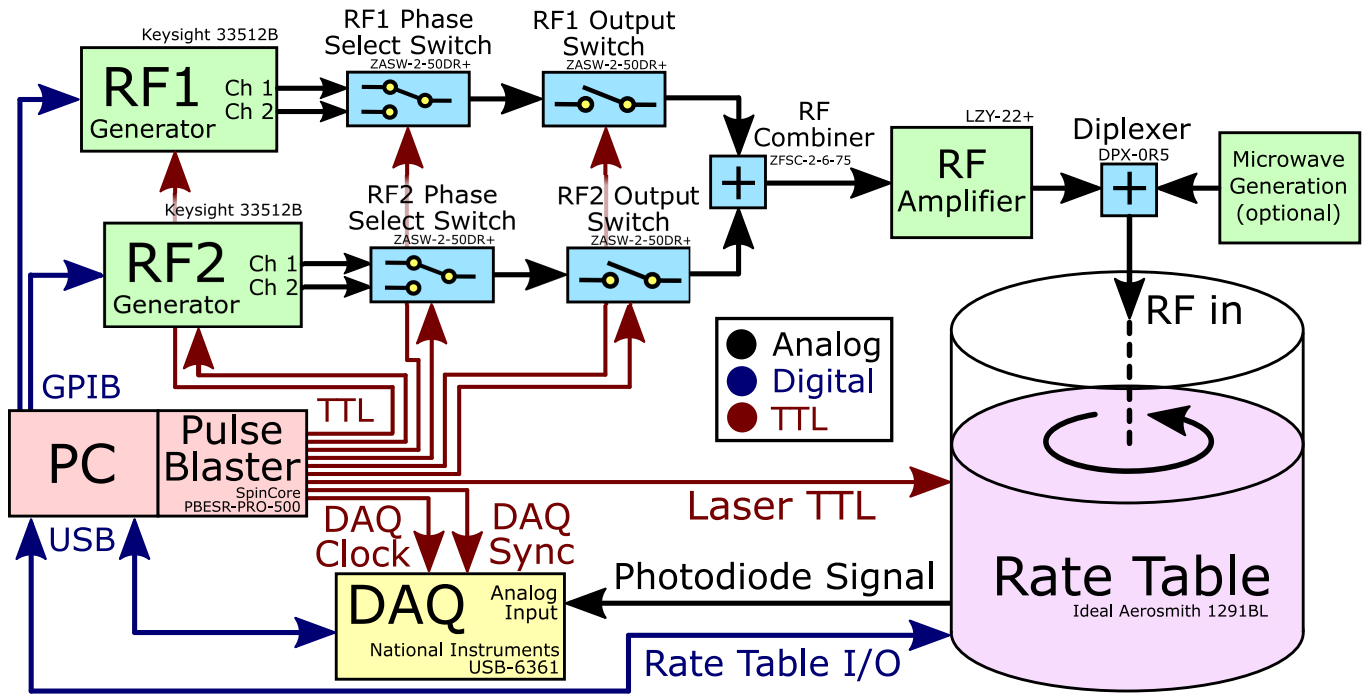 Keysight 33512B
RF1
Generator
Ch 1
Ch 2
RF1 Phase
Select Switch
ZASW-2-50DR+
RF1 Output
Switch
ZASW-2-50DR+
Keysight 33512B
RF2
Generator
Ch 1
Ch 2
RF2 Phase
Select Switch
ZASW-2-50DR+
RF2 Output
Switch
ZASW-2-50DR+
RF
Combiner
ZFSC-2-6-75
LZY-22+
RF
Amplifier
Diplexer
DPX-0R5
Microwave
Generation
(optional)
RF in
Analog
Digital
TTL
GPIB
TTL
PC
Pulse
Blaster
SpinCore
PBESR-PRO-500
USB
DAQ
Clock
DAQ
Sync
Laser TTL
Photodiode Signal
DAQ
Analog
Input
National Instruments
USB-6361
Rate Table I/O
Rate Table
Ideal Aerosmith 1291BL